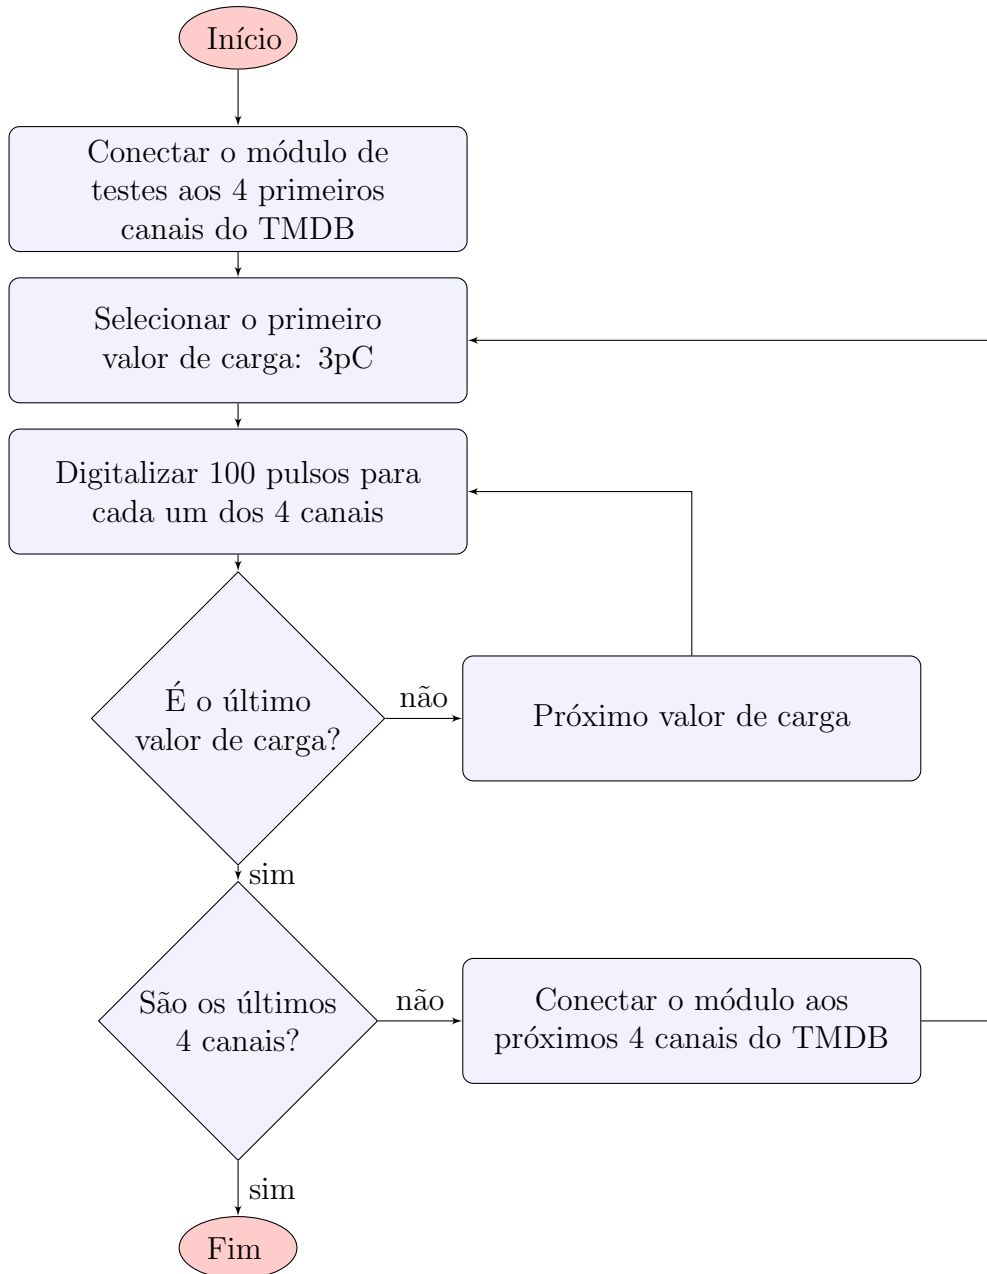 Início
Conectar o módulo de
testes aos 4 primeiros
canais do TMDB
Selecionar o primeiro
valor de carga: 3pC
Digitalizar 100 pulsos para
cada um dos 4 canais
É o último
valor de carga?
não
Próximo valor de carga
sim
São os últimos
4 canais?
não
Conectar o módulo aos
próximos 4 canais do TMDB
sim
Fim